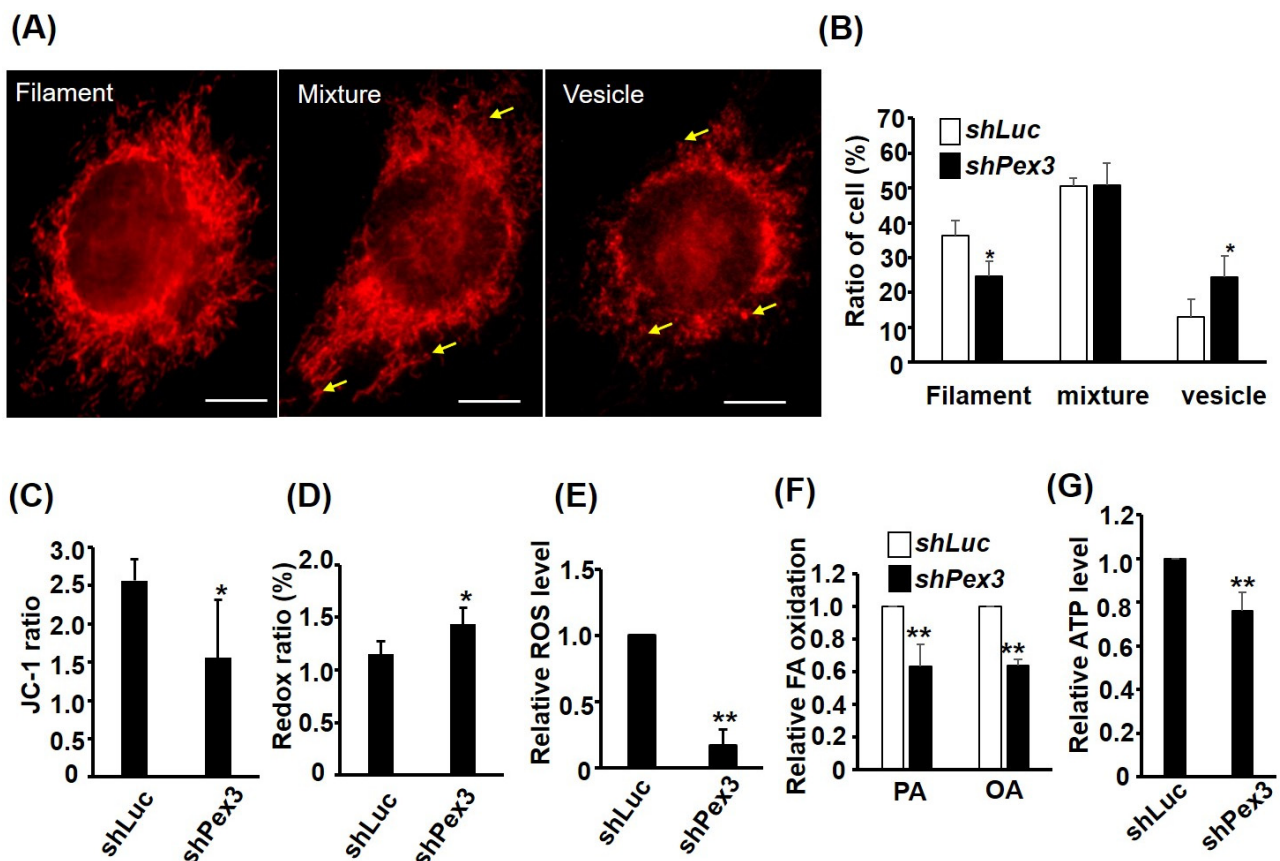 (A)
Filament
Mixture
Vesicle
(B)
Ratio of cell (%)
70
60
50
40
30
20
10
0
shLuc
shPex3
*
*
Filament mixture vesicle
(C)
JC-1 ratio
3.0
2.5
2.0
1.5
1.0
0.5
0
*
shLuc
shPex3
(D)
Redox ratio (%)
2.0
1.5
1.0
0.5
0
*
shLuc
shPex3
(E)
Relative ROS level
1.5
1.0
0.5
0
**
shLuc
shPex3
(F)
Relative FA oxidation
shLuc
shPex3
1.2
1.0
0.8
0.6
0.4
0.2
0
**
**
PA OA
(G)
Relative ATP level
1.2
1.0
0.8
0.6
0.4
0.2
0
**
shLuc
shPex3